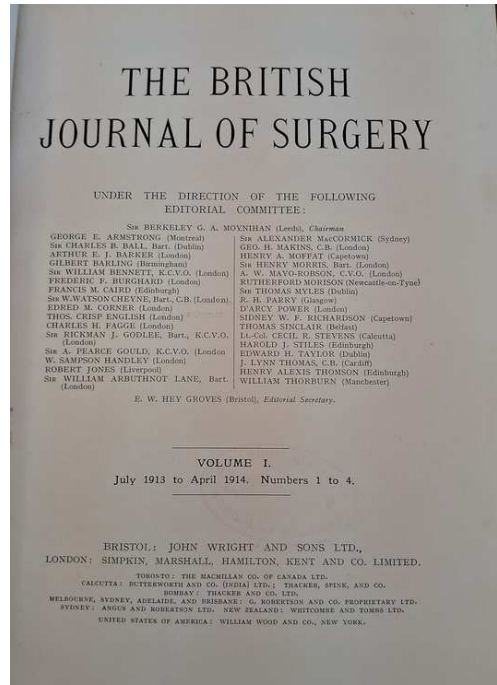 THE BRITISH
JOURNAL OF SURGERY
UNDER THE DIRECTION OF THE FOLLOWING
EDITORIAL COMMITTEE:
SIR BERKELEY G. A. MOYNIHAN (Leeds), Chairman
GEORGE E. ARMSTRONG (Montreal)
SIR CHARLES B. BALL, Bart. (Dublin)
ARTHUR E. J. BARKER (London)
GILBERT BARLING (Birmingham)
SIR WILLIAM BENNETT, K.C.V.O. (London)
FREDERIC F. BURGHARD (London)
FRANCIS M. CAIRD (Edinburgh)
SIR W. WATSON CHEYNE, Bart., C.B. (London)
EDRED M. CORNER (London)
THOS. CRISP ENGLISH (London)
CHARLES H. FAGGE (London)
SIR RICKMAN J. GODLEE, Bart., K.C.V.O.
(London)
SIR A. PEARCE GOULD, K.C.V.O. (London
W. SAMPSON HANDLEY (London)
ROBERT JONES (Liverpool)
SIR WILLIAM ARBUTHNOT LANE, Bart.
(London)
SIR ALEXANDER MacCORMICK (Sydney)
GEO. H. MAKINS, C.B. (London)
HENRY A. MOFFAT (Capetown)
SIR HENRY MORRIS, Bart. (London)
A. W. MAYO-ROBSON, C.V.O. (London)
RUTHERFORD MORISON (Newcastle-on-Tyne)
SIR THOMAS MYLES (Dublin)
R. H. PARRY (Glasgow)
D'ARCY POWER (London)
SIDNEY W. F. RICHARDSON (Capetown)
THOMAS SINCLAIR (Belfast)
Lt.-Col. CECIL R. STEVENS (Calcutta)
HAROLD J. STILES (Edinburgh)
EDWARD H. TAYLOR (Dublin)
J. LYNN THOMAS, C.B. (Cardiff)
HENRY ALEXIS THOMSON (Edinburgh)
WILLIAM THORBURN (Manchester)
E. W. HEY GROVES (Bristol), Editorial Secretary.
VOLUME I.
July 1913 to April 1914. Numbers 1 to 4.
BRISTOL: JOHN WRIGHT AND SONS LTD.,
LONDON: SIMPKIN, MARSHALL, HAMILTON, KENT AND CO. LIMITED.
TORONTO: THE MACMILLAN CO. OF CANADA LTD.
CALCUTTA: BUTTERWORTH AND CO. (INDIA) LTD.; THACKER, SPINK, AND CO.
BOMBAY: THACKER AND CO. LTD.
MELBOURNE, SYDNEY, ADELAIDE, AND BRISBANE: G. ROBERTSON AND CO. PROPRIETARY LTD.
SYDNEY: ANGUS AND ROBERTSON LTD. NEW ZEALAND: WHITCOMBE AND TOMBS LTD.
UNITED STATES OF AMERICA: WILLIAM WOOD AND CO., NEW YORK.